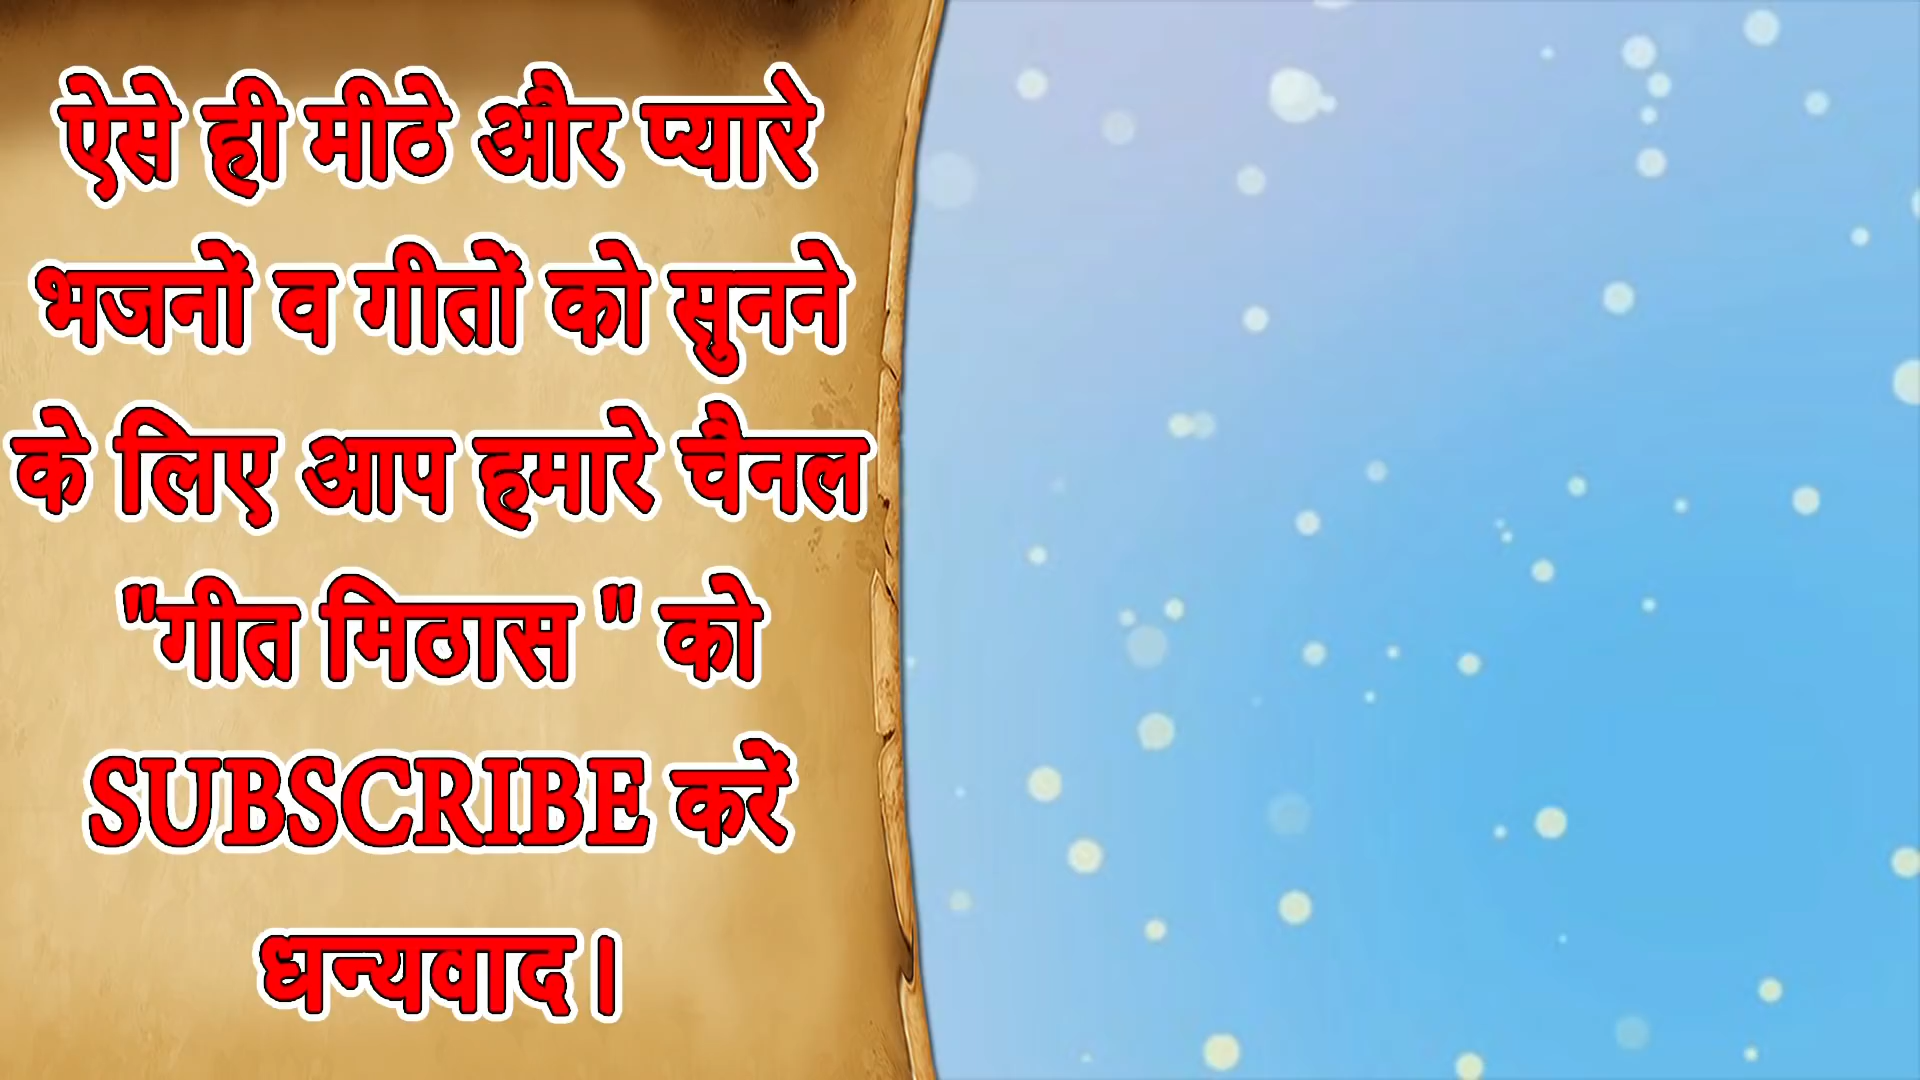 ऐसे ही मीठे और प्यारे
भजनों व गीतों को सुनने
के लिए आप हमारे चैनल
"गीत मिठास " को
SUBSCRIBE करें
धन्यवाद।